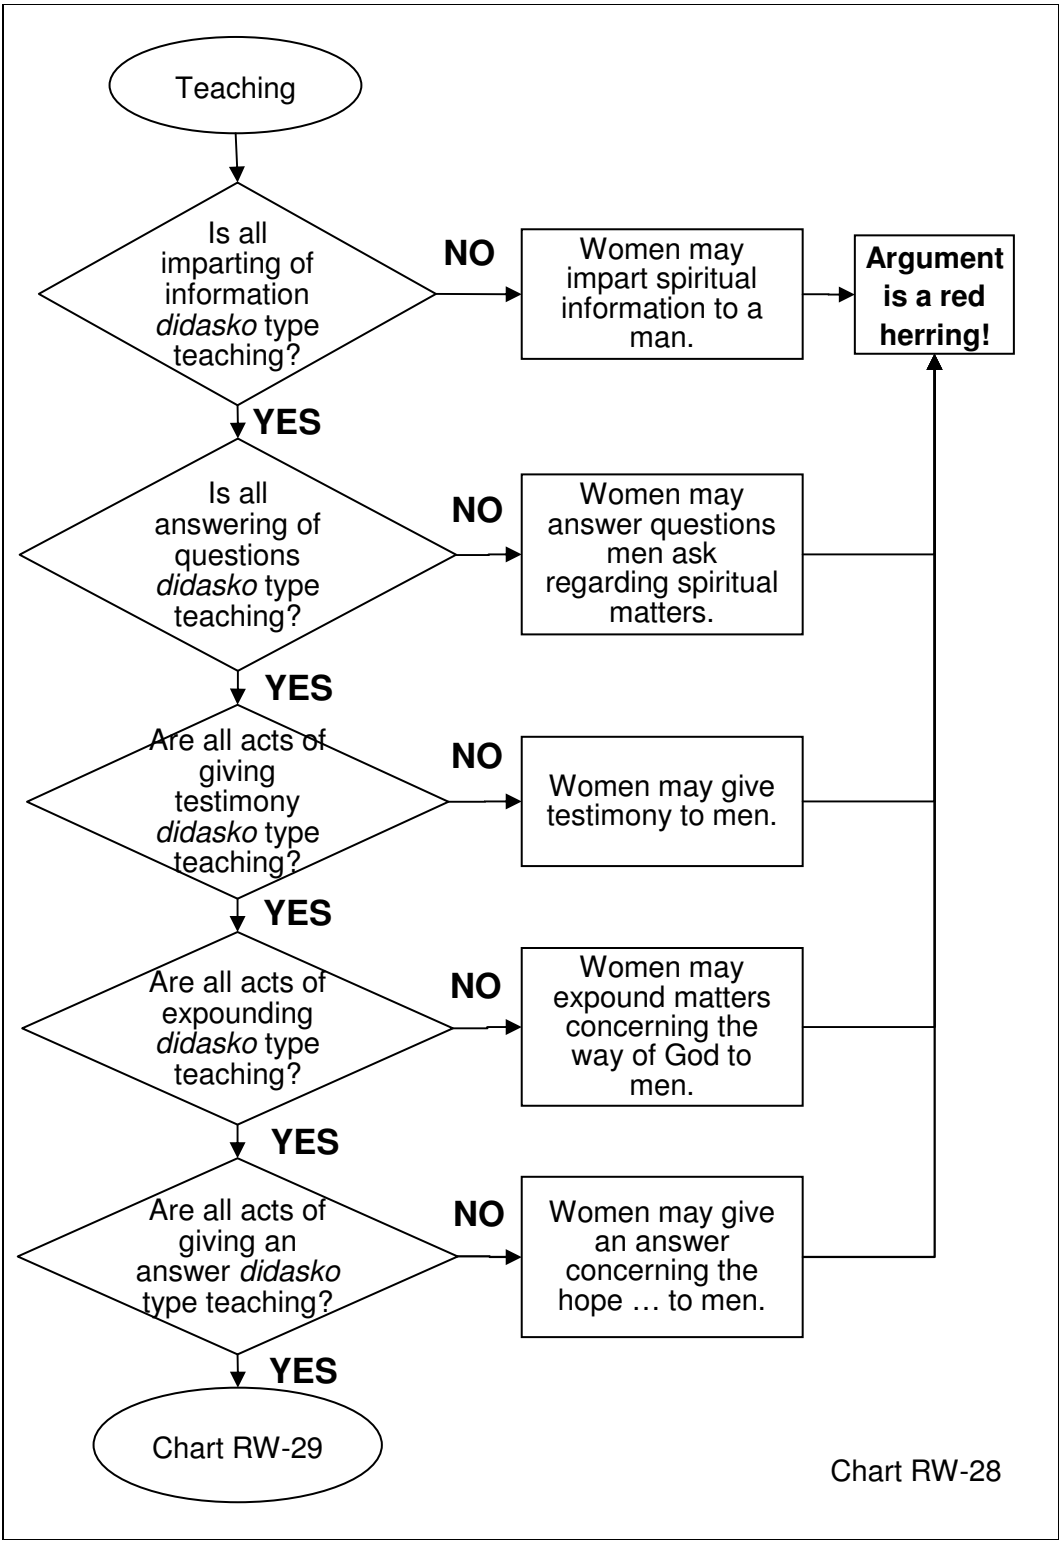 Teaching
Is all
imparting of
information
didasko type
teaching?
NO
Women may
impart spiritual
information to a
man.
Argument
is a red
herring!
YES
Is all
answering of
questions
didasko type
teaching?
NO
Women may
answer questions
men ask
regarding spiritual
matters.
YES
Are all acts of
giving
testimony
didasko type
teaching?
NO
Women may give
testimony to men.
YES
Are all acts of
expounding
didasko type
teaching?
NO
Women may
expound matters
concerning the
way of God to
men.
YES
Are all acts of
giving an
answer didasko
type teaching?
NO
Women may give
an answer
concerning the
hope … to men.
YES
Chart RW-29
Chart RW-28